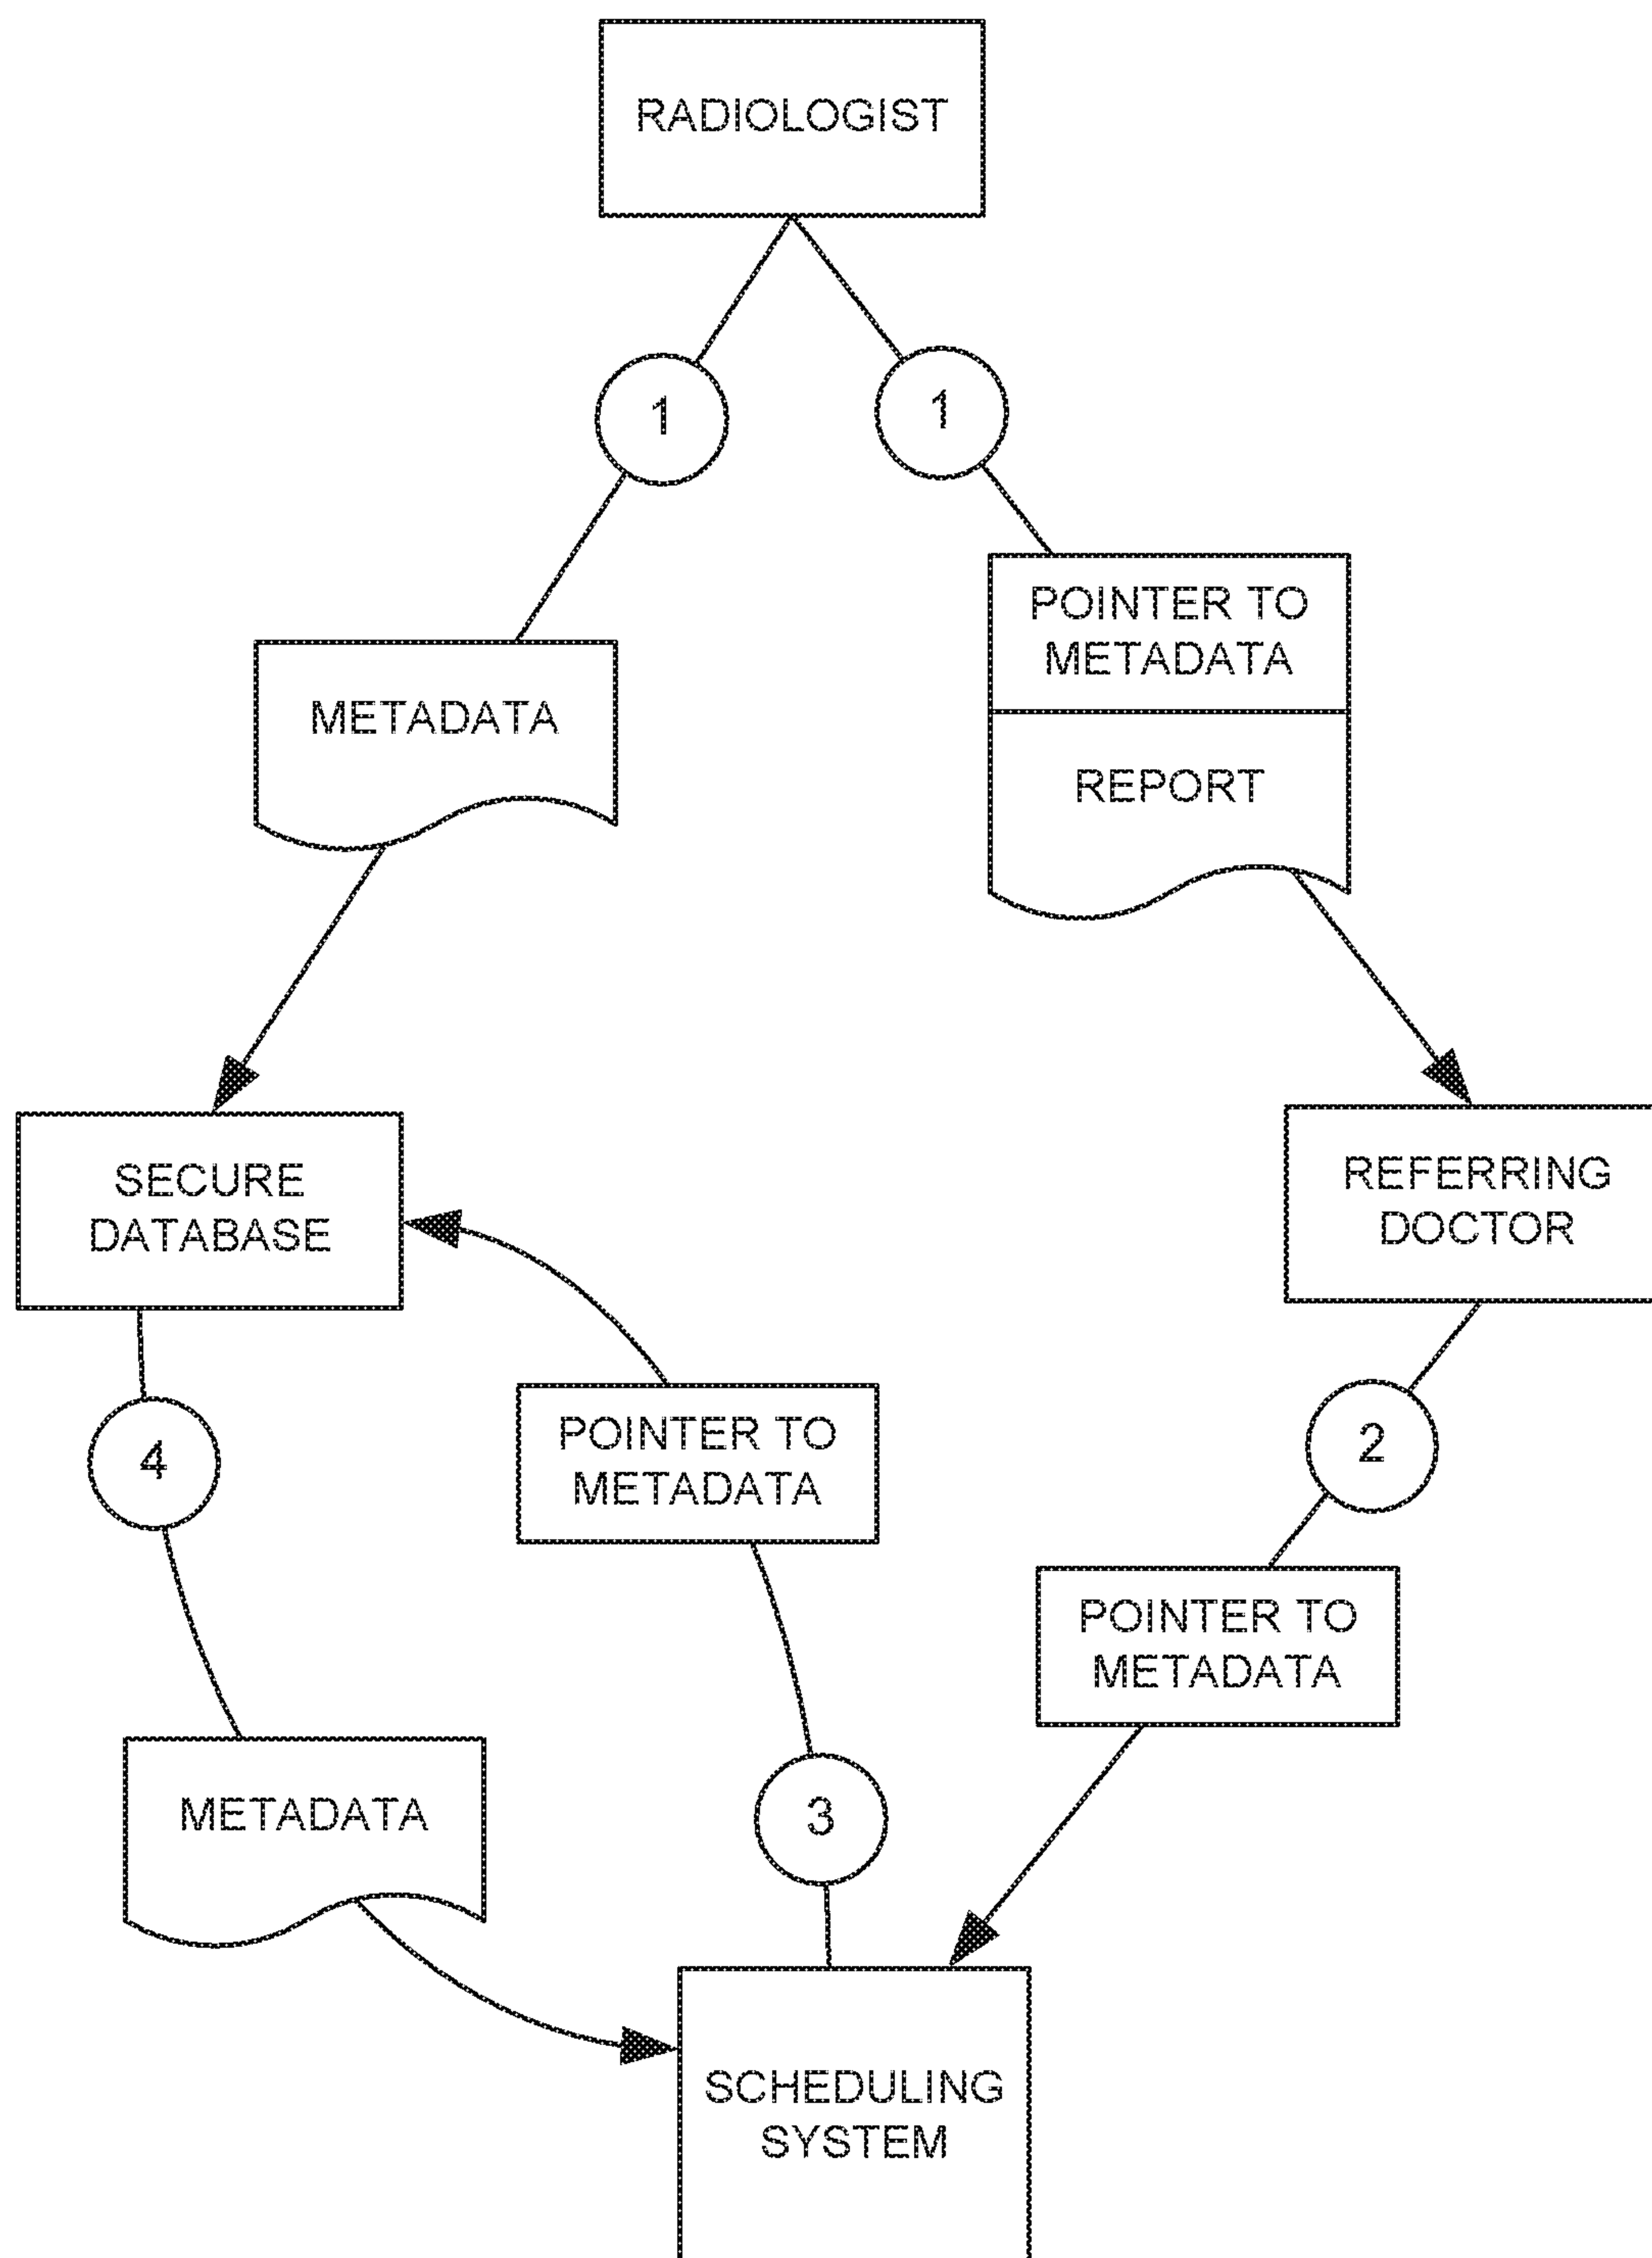 RADIOLOGIST
1
1
POINTER TO
METADATA
METADATA
REPORT
SECURE
DATABASE
REFERRING
DOCTOR
4
POINTER TO
METADATA
2
POINTER TO
METADATA
METADATA
3
SCHEDULING
SYSTEM